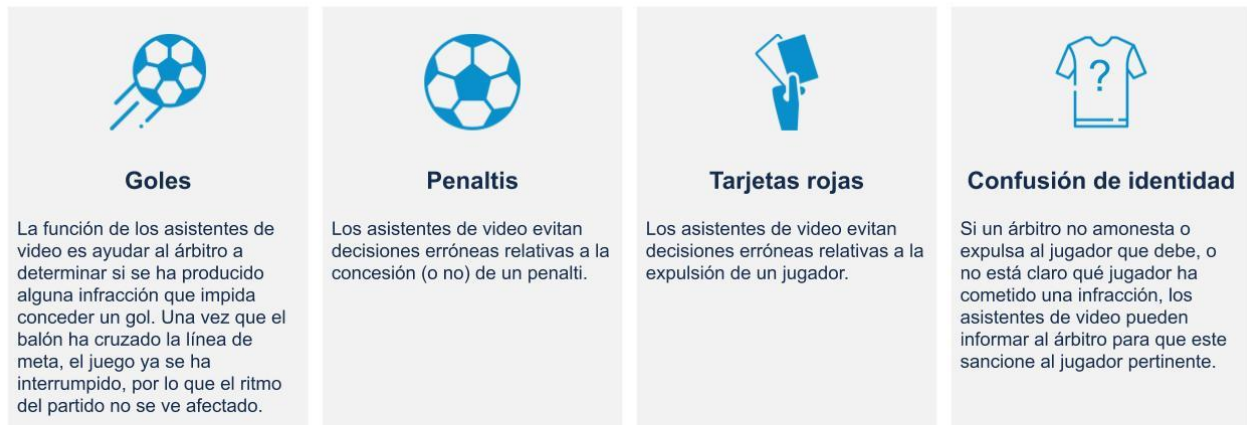 ?
Goles
La función de los asistentes de
video es ayudar al árbitro a
determinar si se ha producido
alguna infracción que impida
conceder un gol. Una vez que el
balón ha cruzado la línea de
meta, el juego ya se ha
interrumpido, por lo que el ritmo
del partido no se ve afectado.
Penaltis
Los asistentes de video evitan
decisiones erróneas relativas a la
concesión (o no) de un penalti.
Tarjetas rojas
Los asistentes de video evitan
decisiones erróneas relativas a la
expulsión de un jugador.
Confusión de identidad
Si un árbitro no amonesta o
expulsa al jugador que debe, o
no está claro qué jugador ha
cometido una infracción, los
asistentes de video pueden
informar al árbitro para que este
sancione al jugador pertinente.